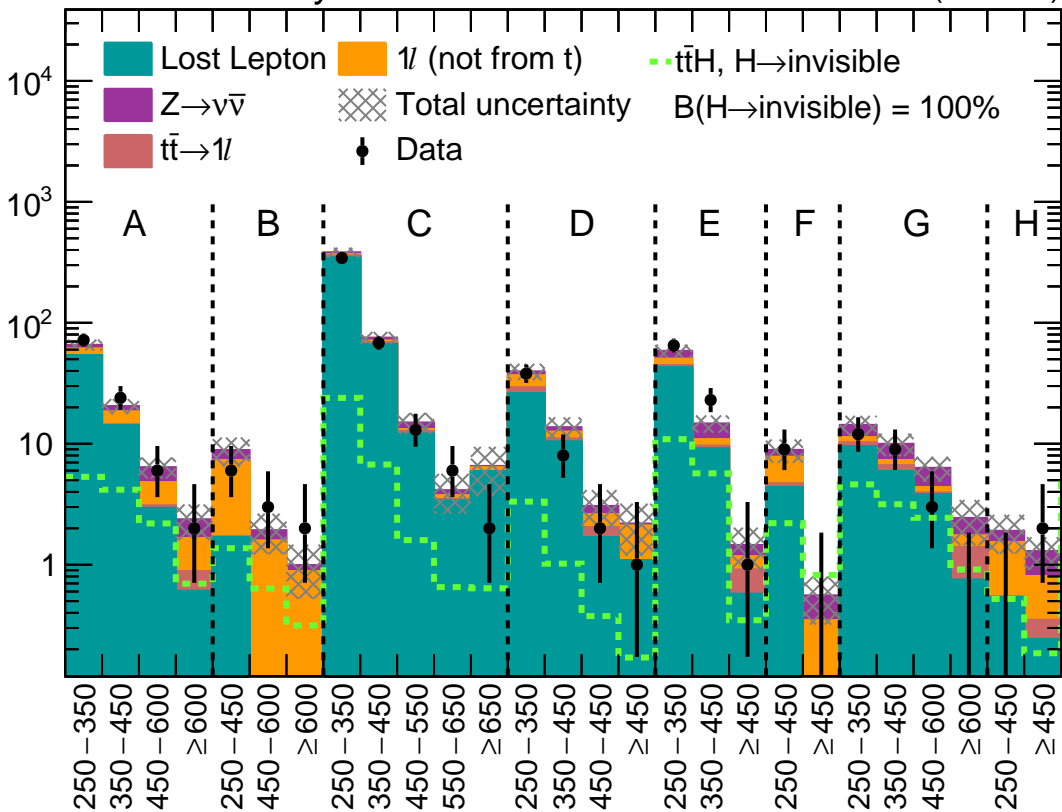 Lost Lepton
1l (not from t)
tt̄H, H→invisible
Z→νν̄
Total uncertainty
B(H→invisible) = 100%
tt̄→1l
Data
10⁴
10³
10²
10
1
A
B
C
D
E
F
G
H
250−350
350−450
450−600
≥600
250−450
450−600
≥600
250−350
350−450
450−550
550−650
≥650
250−350
350−450
450−450
≥450
250−350
350−450
≥450
250−450
≥450
250−350
350−450
450−600
≥600
250−450
≥450